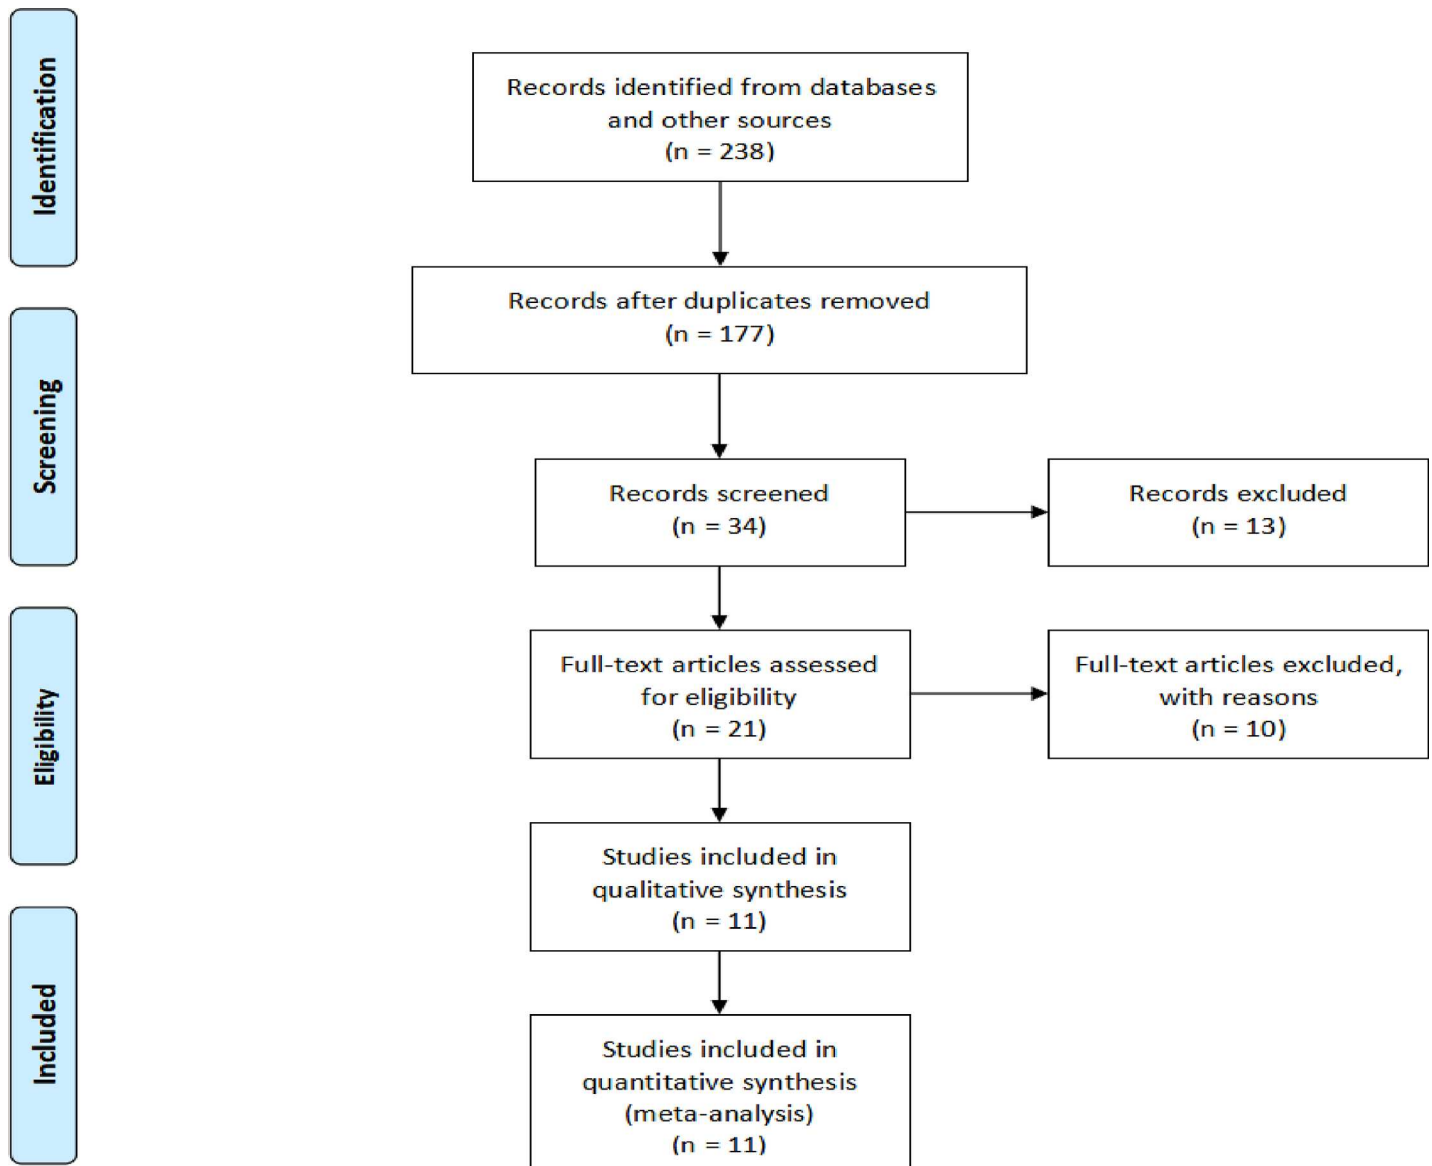 Identification
Records identified from databases
and other sources
(n = 238)
Records after duplicates removed
(n = 177)
Screening
Records screened
(n = 34)
Records excluded
(n = 13)
Eligibility
Full-text articles assessed
for eligibility
(n = 21)
Full-text articles excluded,
with reasons
(n = 10)
Studies included in
qualitative synthesis
(n = 11)
Included
Studies included in
quantitative synthesis
(meta-analysis)
(n = 11)